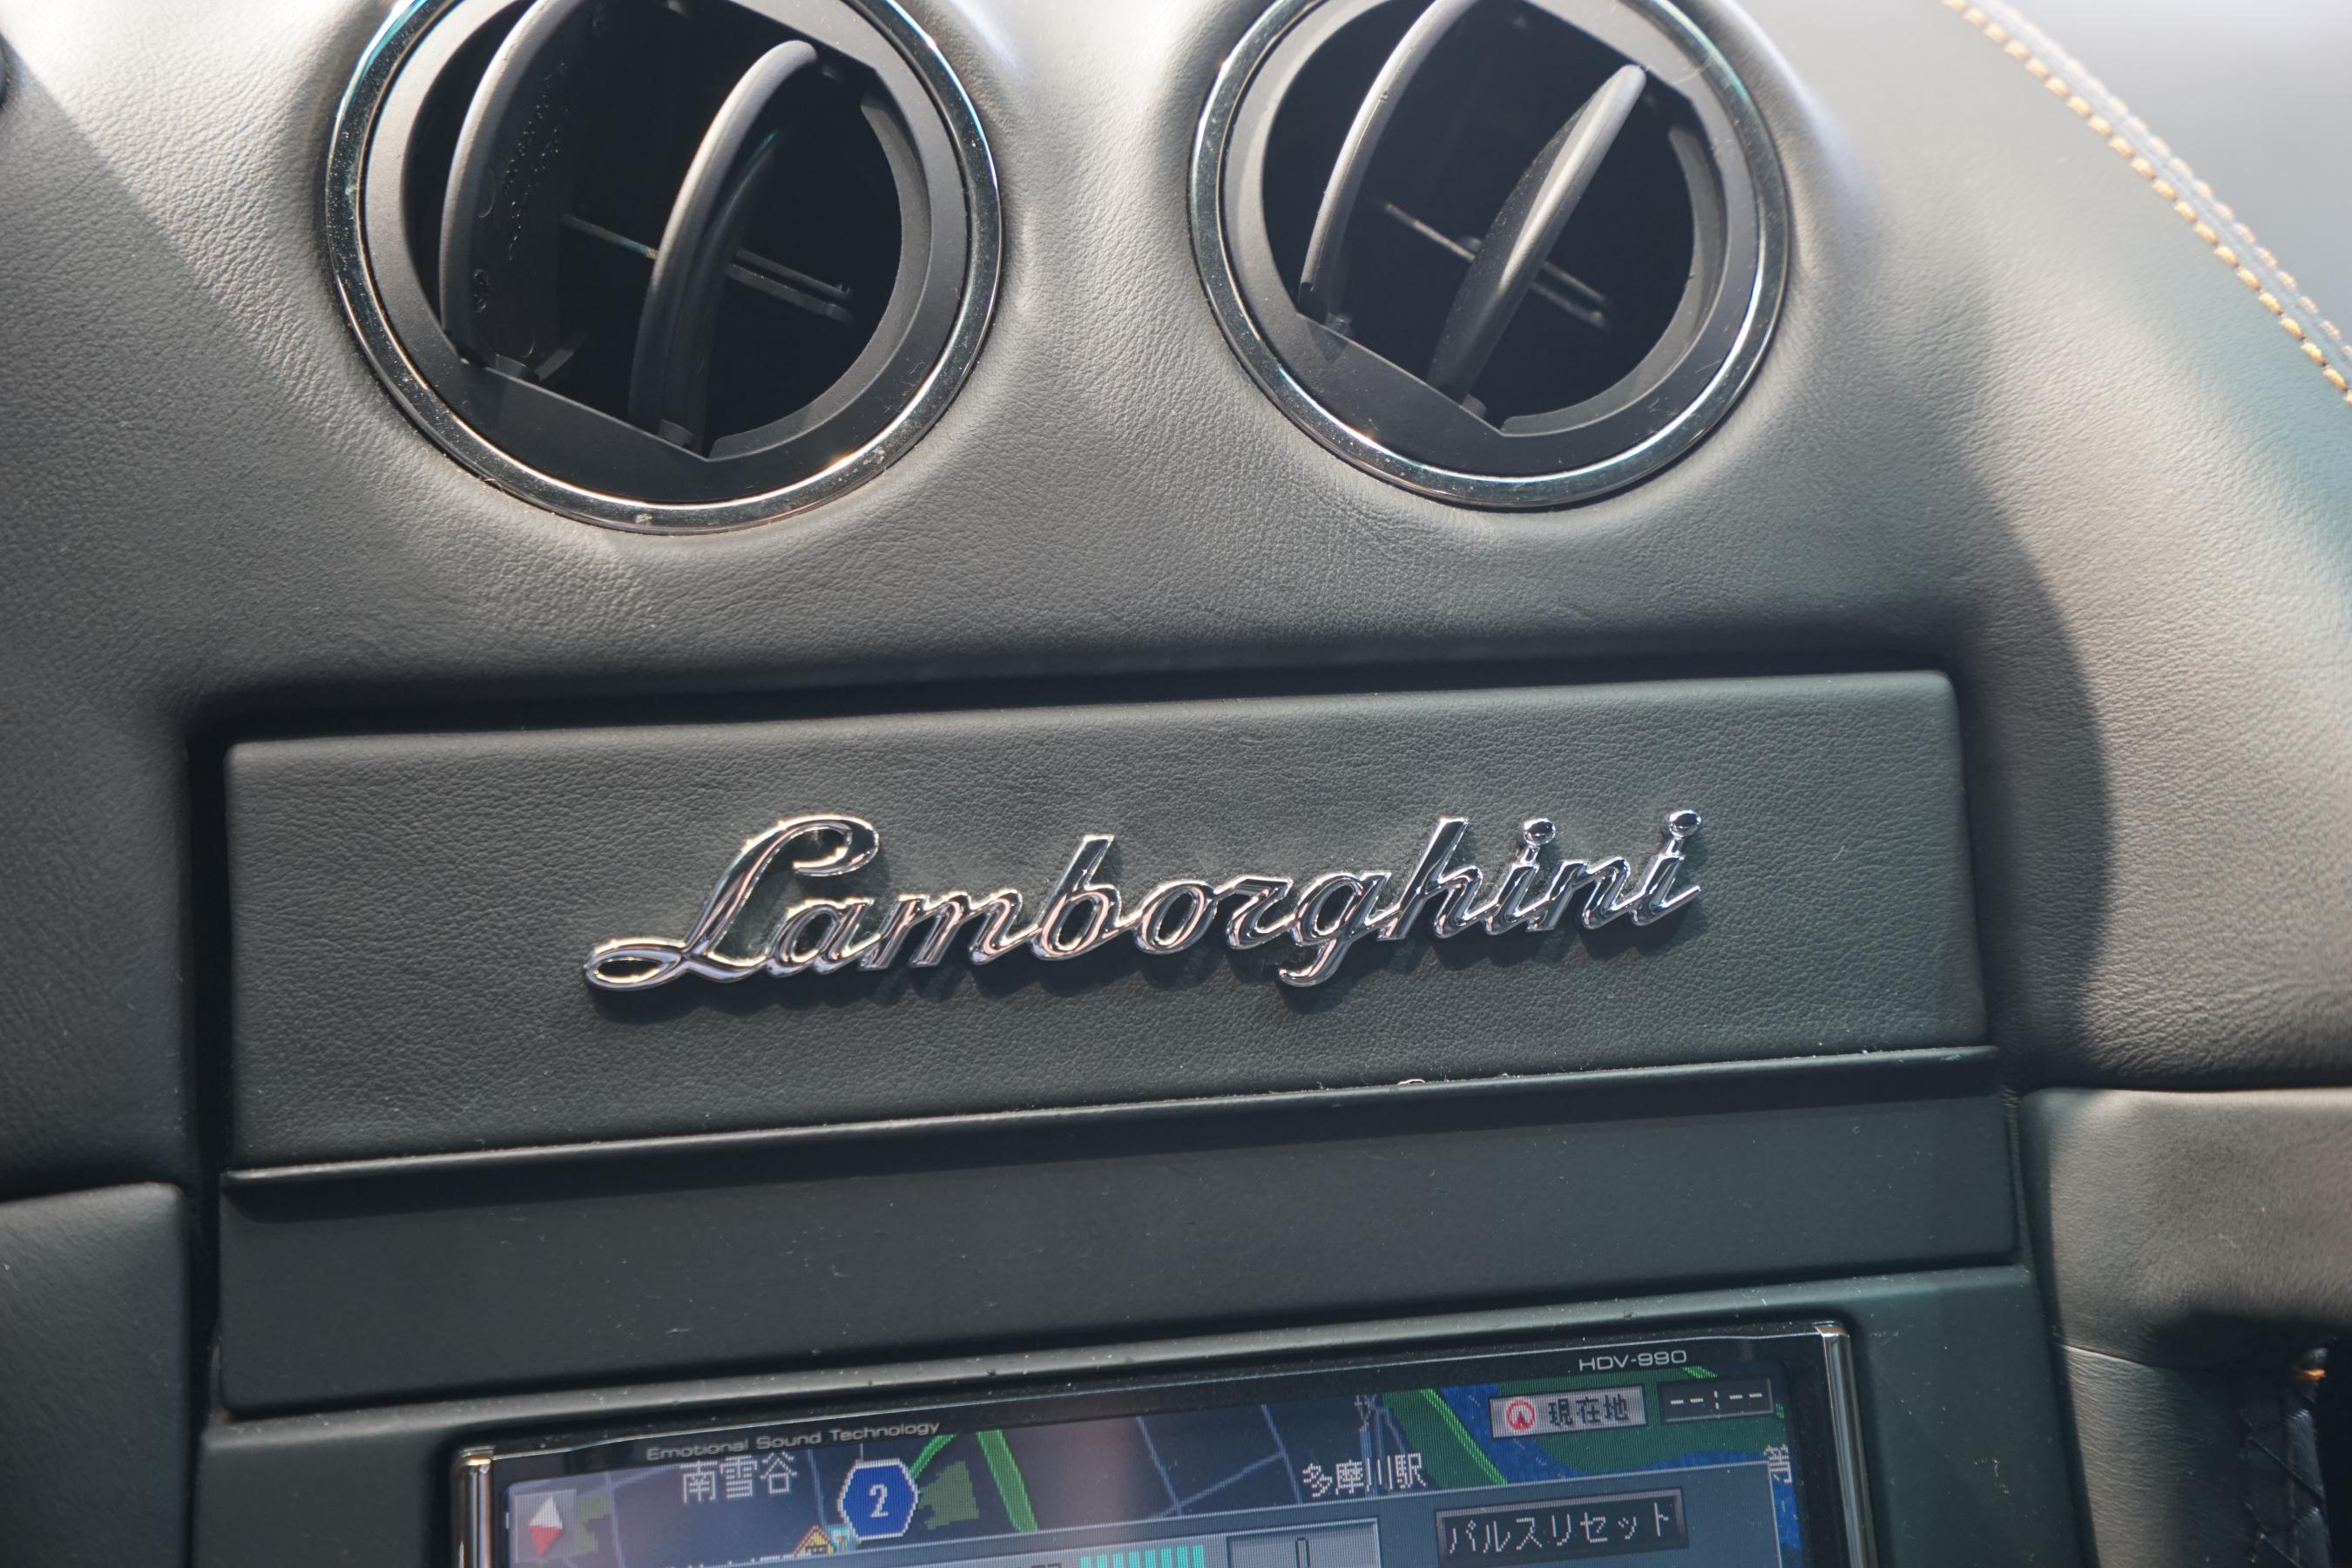 Lamborghini
HDV-990
Emotional Sound Technology
現在地 --:--
南雪谷
2
多摩川駅
パルスリセット